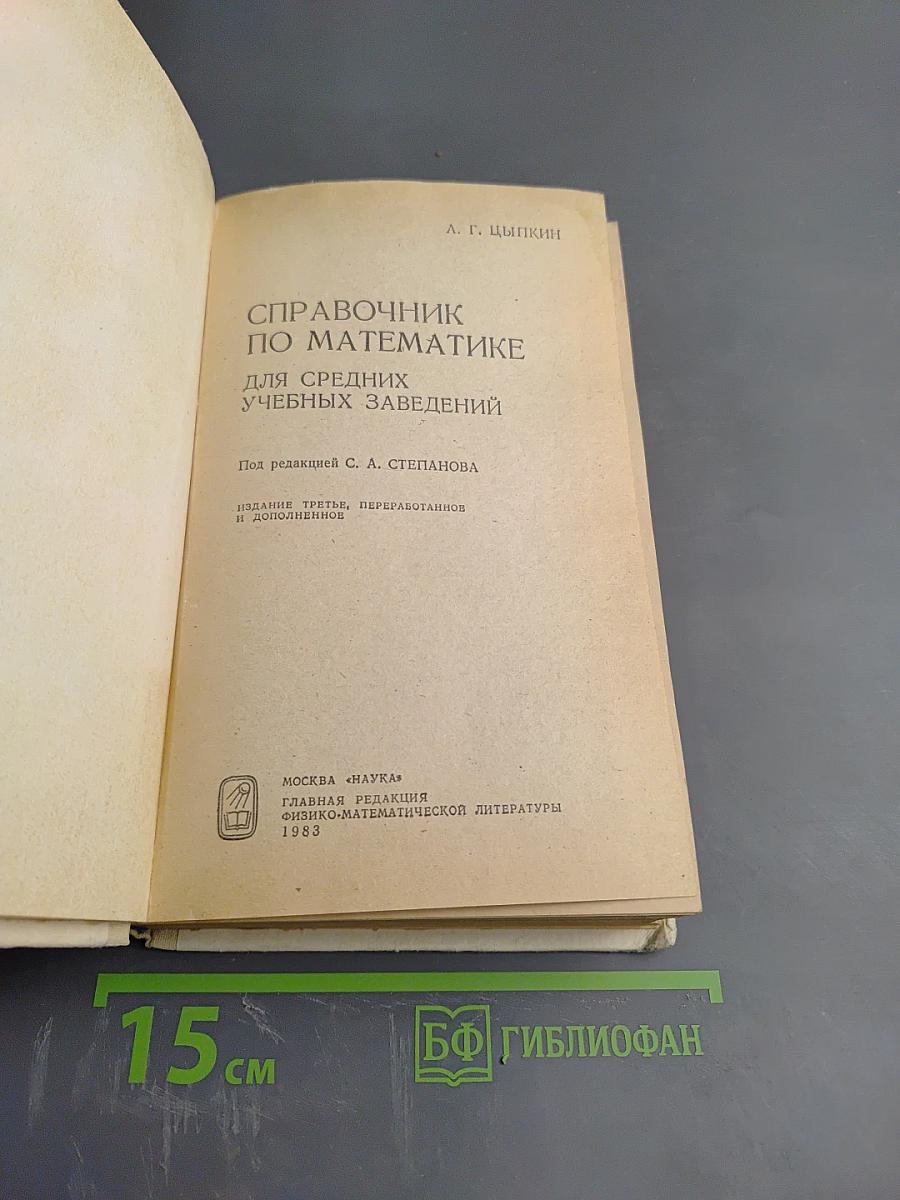 А. Г. ЦЫПКИН
СПРАВОЧНИК
ПО МАТЕМАТИКЕ
ДЛЯ СРЕДНИХ
УЧЕБНЫХ ЗАВЕДЕНИЙ
Под редакцией С. А. СТЕПАНОВА
ИЗДАНИЕ ТРЕТЬЕ, ПЕРЕРАБОТАННОЕ
И ДОПОЛНЕННОЕ
МОСКВА «НАУКА»
ГЛАВНАЯ РЕДАКЦИЯ
ФИЗИКО-МАТЕМАТИЧЕСКОЙ ЛИТЕРАТУРЫ
1983
15 см
БФ ГИБЛИОФАН